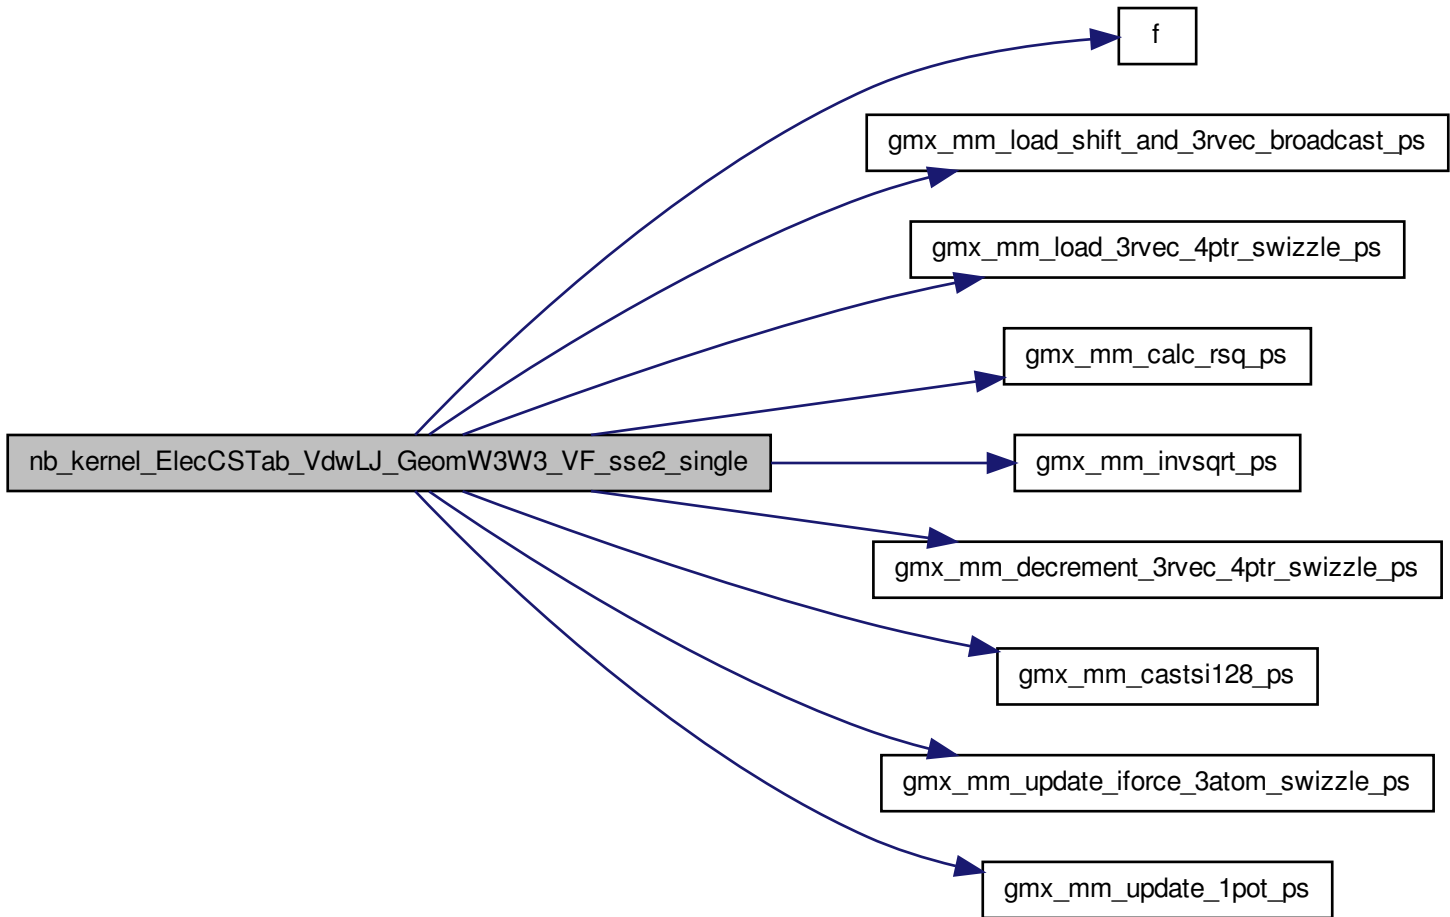 f
gmx_mm_load_shift_and_3rvec_broadcast_ps
gmx_mm_load_3rvec_4ptr_swizzle_ps
gmx_mm_calc_rsq_ps
nb_kernel_ElecCSTab_VdwLJ_GeomW3W3_VF_sse2_single
gmx_mm_invsqrt_ps
gmx_mm_decrement_3rvec_4ptr_swizzle_ps
gmx_mm_castsi128_ps
gmx_mm_update_iforce_3atom_swizzle_ps
gmx_mm_update_1pot_ps